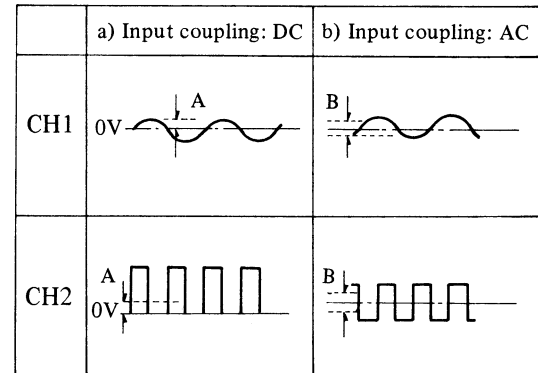 a) Input coupling: DC
b) Input coupling: AC
CH1
A
0V
B
CH2
A
0V
B